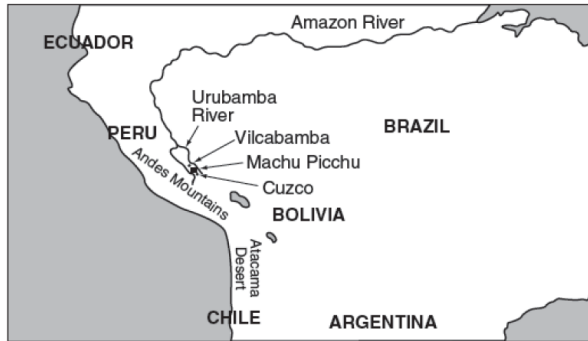 Amazon River
ECUADOR
Urubamba
River
PERU
BRAZIL
Vilcabamba
Machu Picchu
Andes Mountains
Cuzco
BOLIVIA
Atacama
Desert
CHILE
ARGENTINA